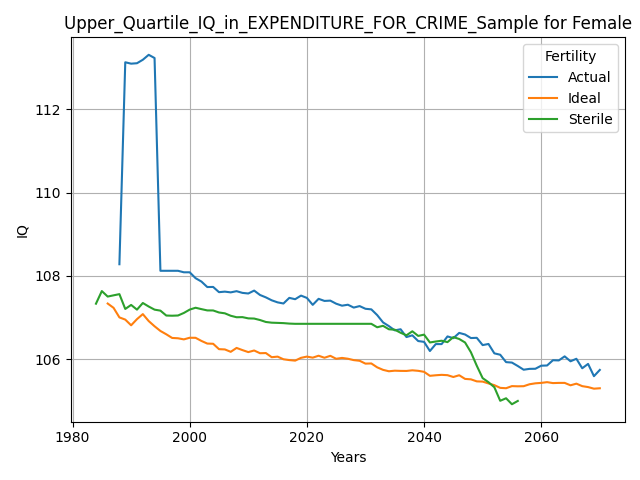 Upper_Quartile_IQ_in_EXPENDITURE_FOR_CRIME_Sample for Female
Fertility
Actual
Ideal
Sterile
112
110
108
106
IQ
1980
2000
2020
2040
2060
Years